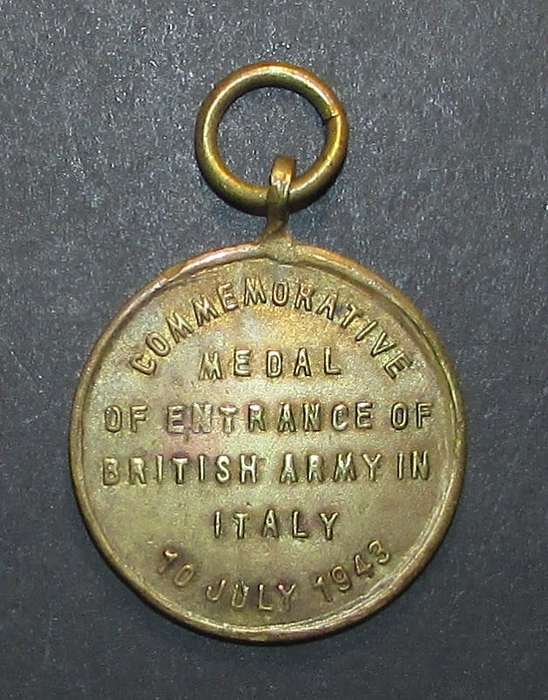 COMMEMORATIVE
MEDAL
OF ENTRANCE OF
BRITISH ARMY IN
ITALY
10 JULY 1943